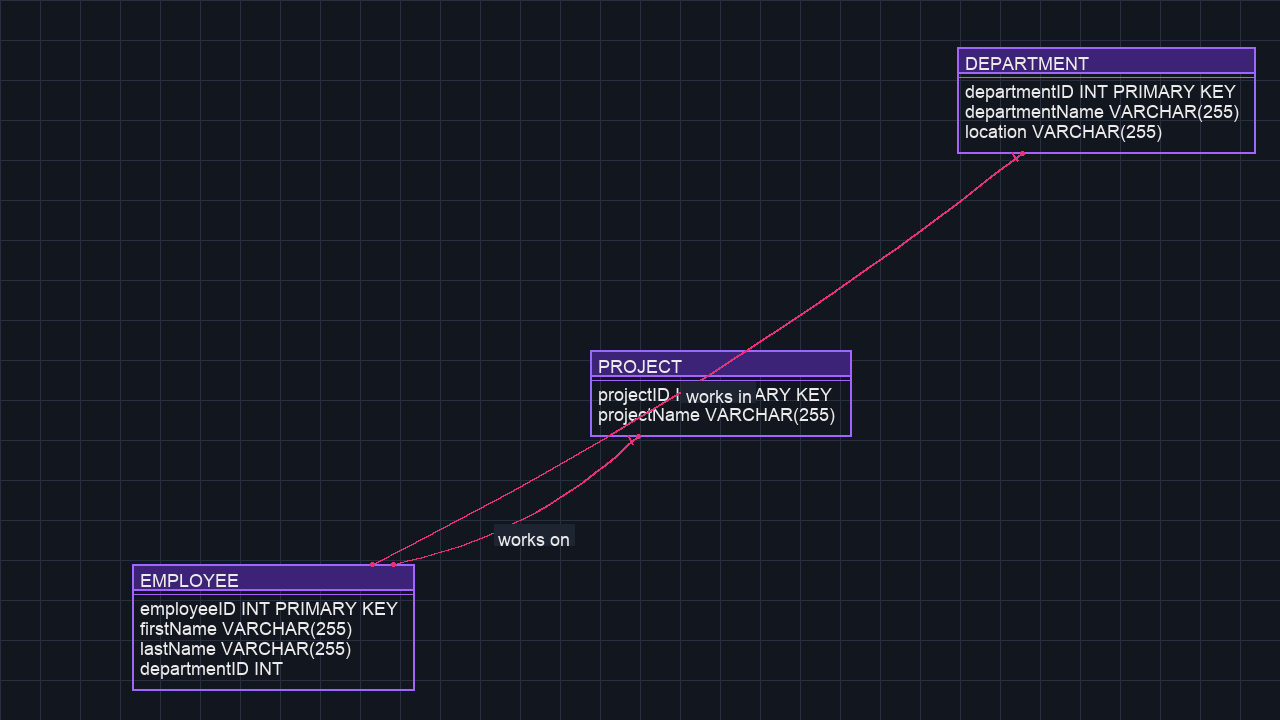 DEPARTMENT
departmentID INT PRIMARY KEY
departmentName VARCHAR(255)
location VARCHAR(255)
PROJECT
projectID ARY KEY
works in
projectName VARCHAR(255)
works on
EMPLOYEE
employeeID INT PRIMARY KEY
firstName VARCHAR(255)
lastName VARCHAR(255)
departmentID INT